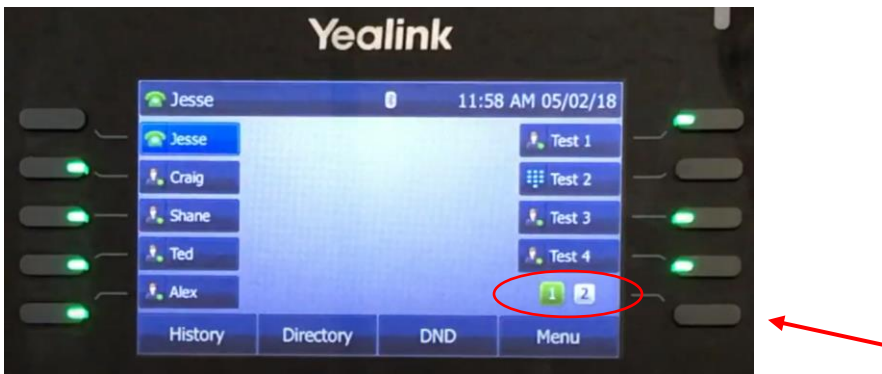 Yealink
Jesse 11:58 AM 05/02/18
Jesse Test 1
Craig Test 2
Shane Test 3
Ted Test 4
Alex 1 2
History Directory DND Menu